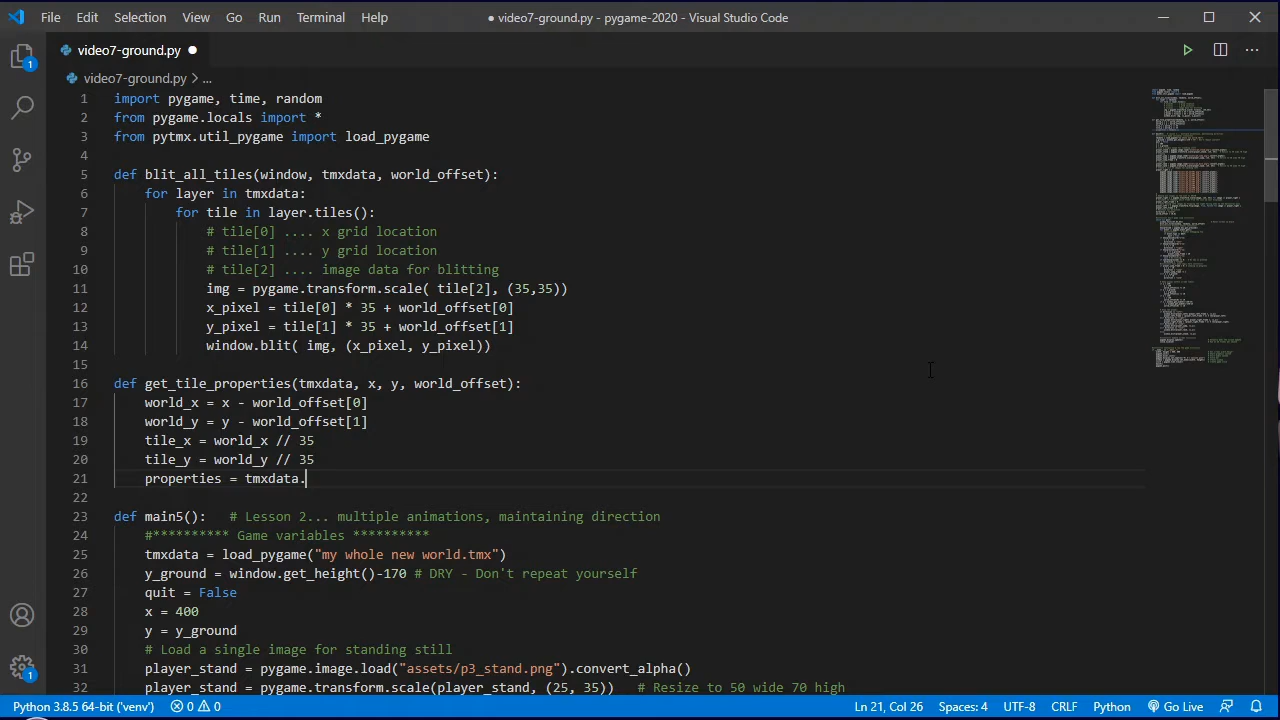 File Edit Selection View Go Run Terminal Help ● video7-ground.py - pygame-2020 - Visual Studio Code
video7-ground.py ●
video7-ground.py > ...
1 import pygame, time, random
2 from pygame.locals import *
3 from pytmx.util_pygame import load_pygame
4
5 def blit_all_tiles(window, tmxdata, world_offset):
6 for layer in tmxdata:
7 for tile in layer.tiles():
8 # tile[0] .... x grid location
9 # tile[1] .... y grid location
10 # tile[2] .... image data for blitting
11 img = pygame.transform.scale( tile[2], (35,35))
12 x_pixel = tile[0] * 35 + world_offset[0]
13 y_pixel = tile[1] * 35 + world_offset[1]
14 window.blit( img, (x_pixel, y_pixel))
15
16 def get_tile_properties(tmxdata, x, y, world_offset):
17 world_x = x - world_offset[0]
18 world_y = y - world_offset[1]
19 tile_x = world_x // 35
20 tile_y = world_y // 35
21 properties = tmxdata.
22
23 def main5(): # Lesson 2... multiple animations, maintaining direction
24 #********** Game variables **********
25 tmxdata = load_pygame("my whole new world.tmx")
26 y_ground = window.get_height()-170 # DRY - Don't repeat yourself
27 quit = False
28 x = 400
29 y = y_ground
30 # Load a single image for standing still
31 player_stand = pygame.image.load("assets/p3_stand.png").convert_alpha()
32 player_stand = pygame.transform.scale(player_stand, (25, 35)) # Resize to 50 wide 70 high
1
1
Python 3.8.5 64-bit ('venv') 0 0 Ln 21, Col 26 Spaces: 4 UTF-8 CRLF Python Go Live